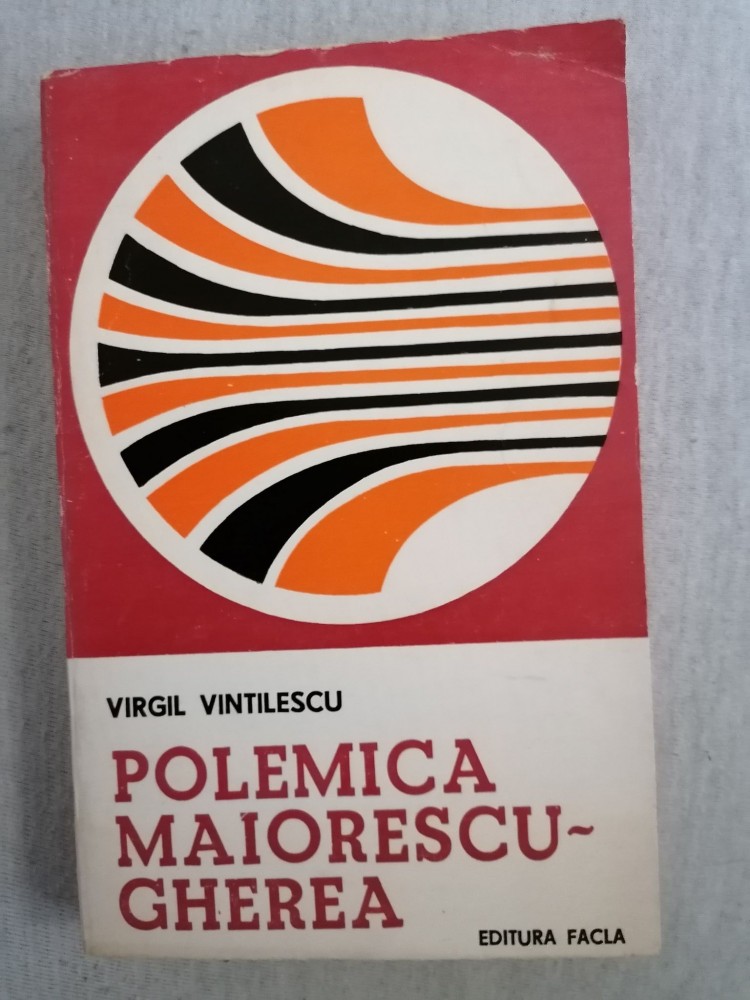 VIRGIL VINTILESCU
POLEMICA
MAIORESCU~
GHEREA
EDITURA FACLA